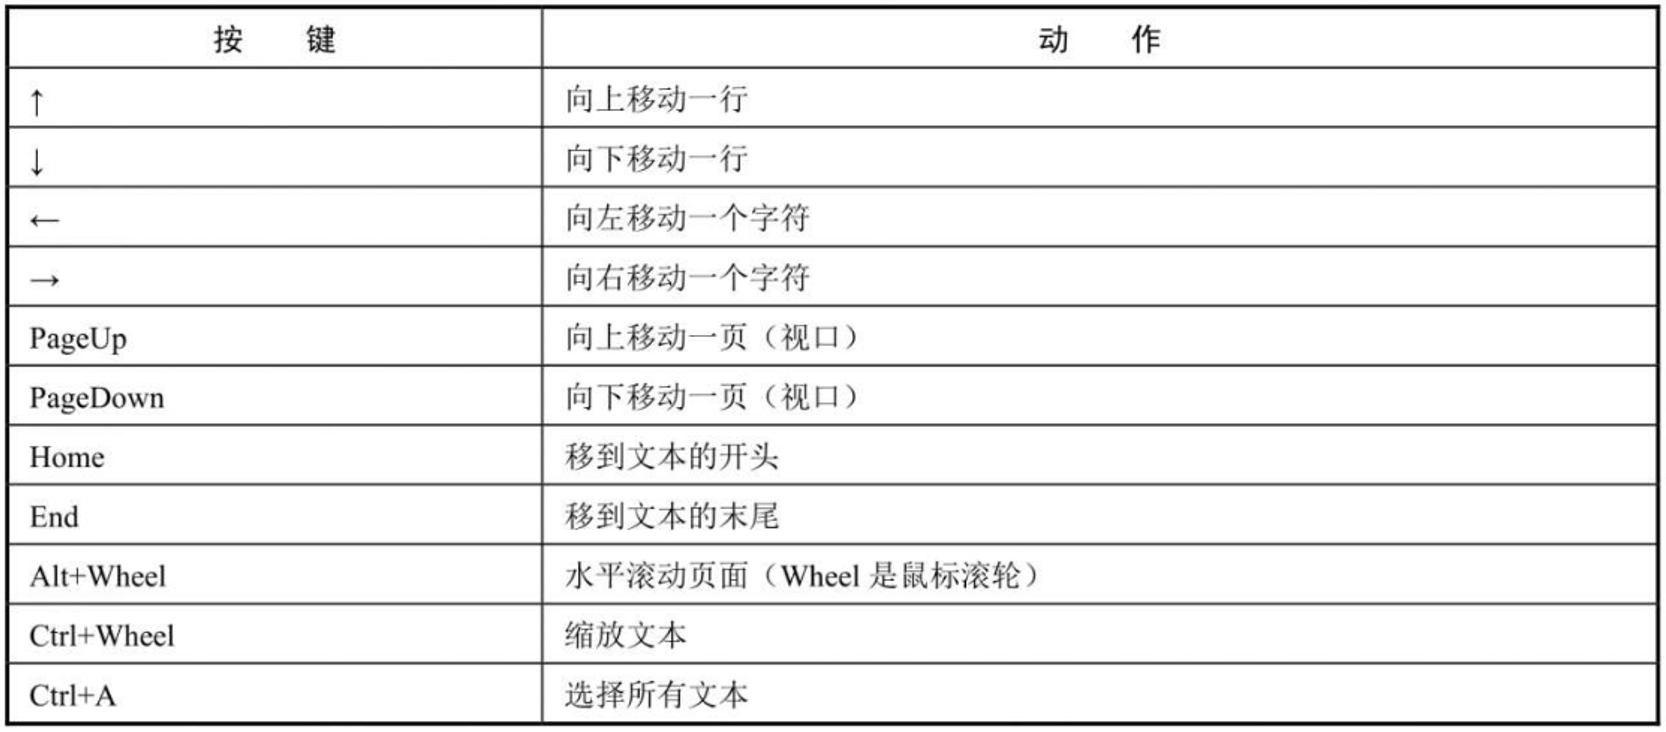 按 键 动 作
↑ 向上移动一行
↓ 向下移动一行
← 向左移动一个字符
→ 向右移动一个字符
PageUp 向上移动一页（视口）
PageDown 向下移动一页（视口）
Home 移到文本的开头
End 移到文本的末尾
Alt+Wheel 水平滚动页面（Wheel 是鼠标滚轮）
Ctrl+Wheel 缩放文本
Ctrl+A 选择所有文本